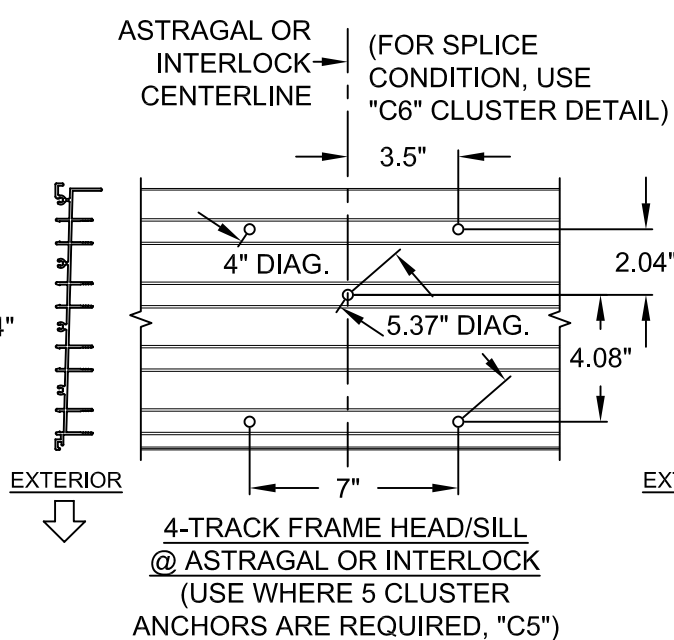 ASTRAGAL OR
INTERLOCK
CENTERLINE
(FOR SPLICE
CONDITION, USE
"C6" CLUSTER DETAIL)
3.5"
4" DIAG.
2.04"
5.37" DIAG.
4.08"
4"
EXTERIOR
7"
EXT
4-TRACK FRAME HEAD/SILL
@ ASTRAGAL OR INTERLOCK
(USE WHERE 5 CLUSTER
ANCHORS ARE REQUIRED, "C5")